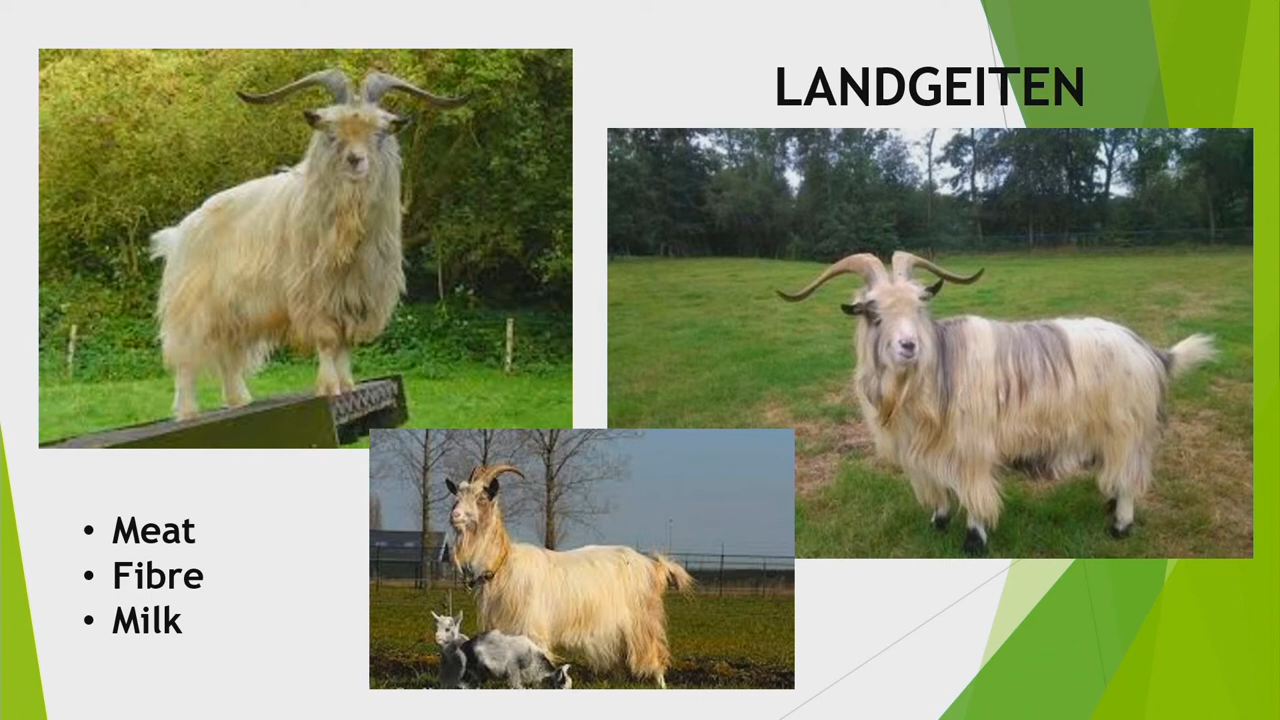 LANDGEITEN
• Meat
• Fibre
• Milk